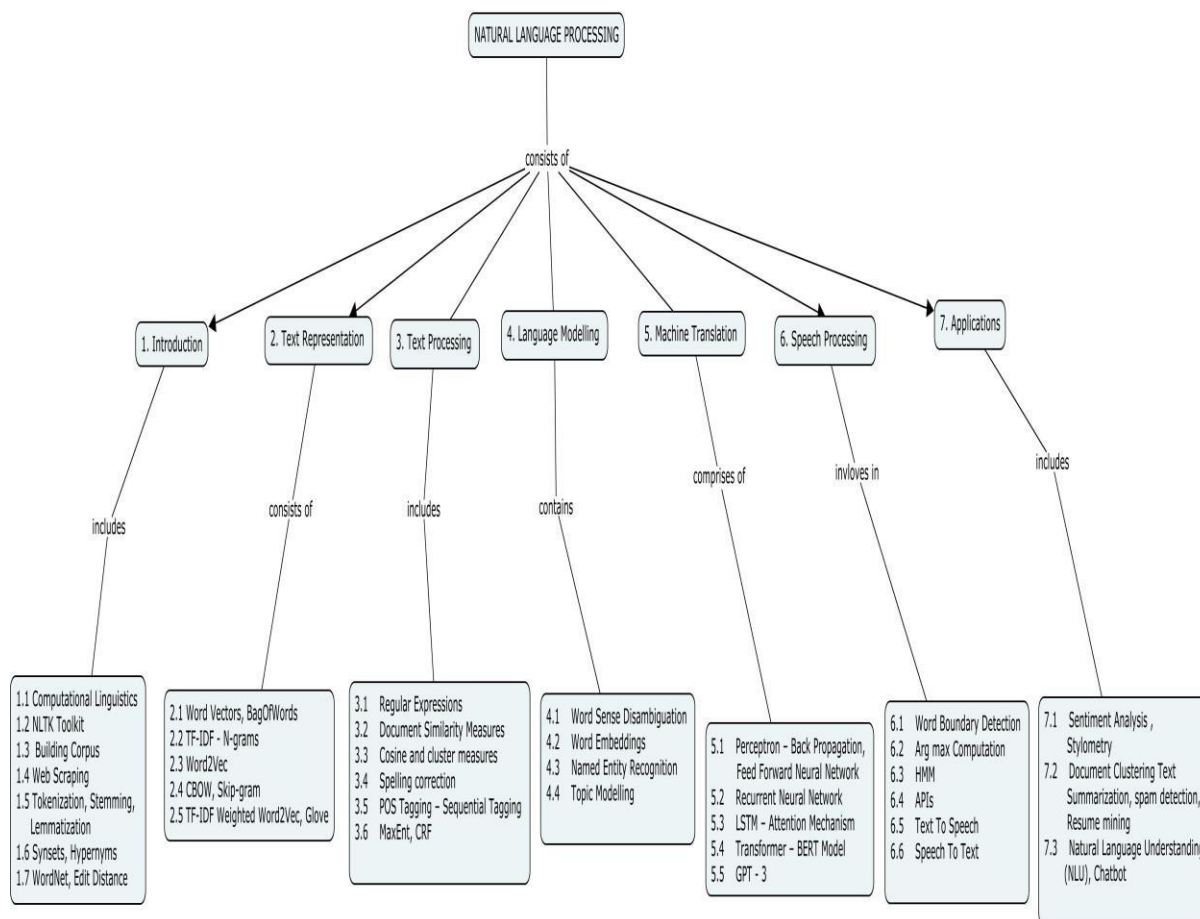 NATURAL LANGUAGE PROCESSING
consists of
1. Introduction
2. Text Representation
3. Text Processing
4. Language Modelling
5. Machine Translation
6. Speech Processing
7. Applications
includes
consists of
includes
contains
comprises of
invloves in
includes
1.1 Computational Linguistics
1.2 NLTK Toolkit
1.3 Building Corpus
1.4 Web Scraping
1.5 Tokenization, Stemming,
Lemmatization
1.6 Synsets, Hypernyms
1.7 WordNet, Edit Distance
2.1 Word Vectors, BagOfWords
2.2 TF-IDF - N-grams
2.3 Word2Vec
2.4 CBOW, Skip-gram
2.5 TF-IDF Weighted Word2Vec, Glove
3.1 Regular Expressions
3.2 Document Similarity Measures
3.3 Cosine and cluster measures
3.4 Spelling correction
3.5 POS Tagging – Sequential Tagging
3.6 MaxEnt, CRF
4.1 Word Sense Disambiguation
4.2 Word Embeddings
4.3 Named Entity Recognition
4.4 Topic Modelling
5.1 Perceptron – Back Propagation,
Feed Forward Neural Network
5.2 Recurrent Neural Network
5.3 LSTM – Attention Mechanism
5.4 Transformer – BERT Model
5.5 GPT - 3
6.1 Word Boundary Detection
6.2 Arg max Computation
6.3 HMM
6.4 APIs
6.5 Text To Speech
6.6 Speech To Text
7.1 Sentiment Analysis ,
Stylometry
7.2 Document Clustering Text
Summarization, spam detection,
Resume mining
7.3 Natural Language Understanding
(NLU), Chatbot